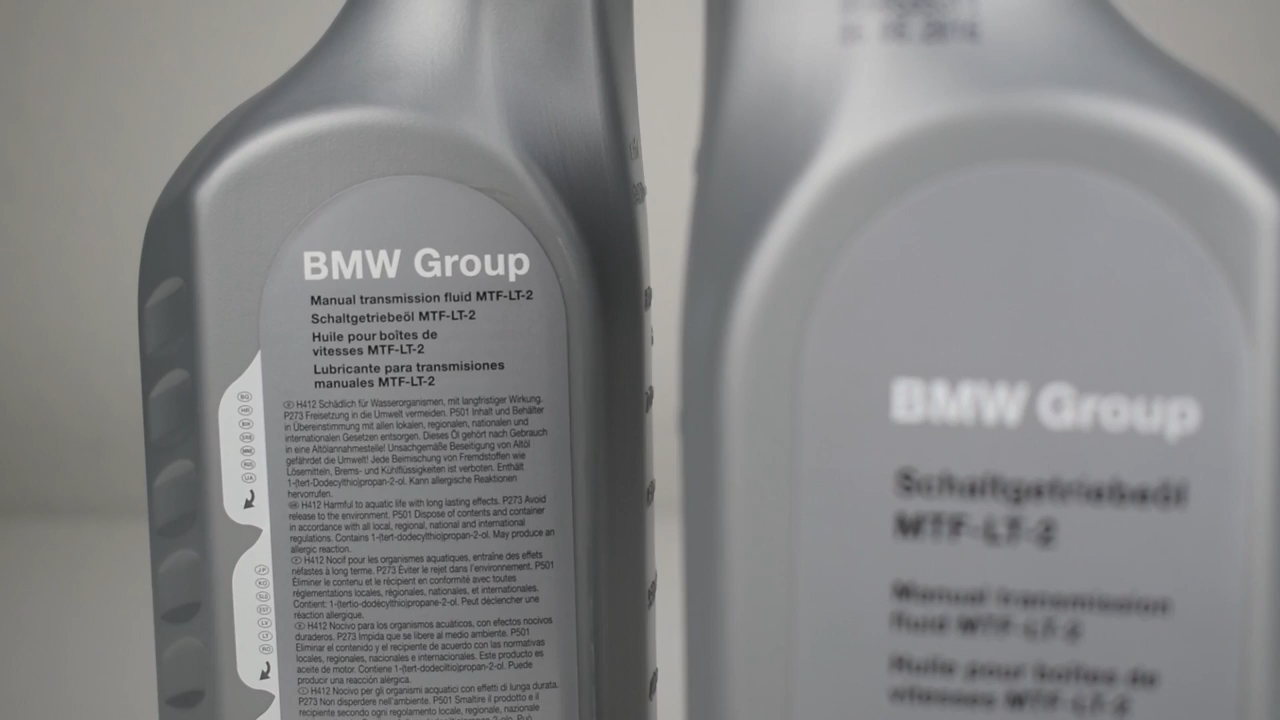 BMW Group
Manual transmission fluid MTF-LT-2
Schaltgetriebeöl MTF-LT-2
Huile pour boîtes de
vitesses MTF-LT-2
Lubricante para transmisiones
manuales MTF-LT-2
H412 Schädlich für Wasserorganismen, mit langfristiger Wirkung.
P273 Freisetzung in die Umwelt vermeiden. P501 Inhalt und Behälter
in Übereinstimmung mit allen lokalen, regionalen, nationalen und
internationalen Gesetzen entsorgen. Dieses Öl gehört nach Gebrauch
in eine Altölannahmestelle! Unsachgemäße Beseitigung von Altöl
gefährdet die Umwelt! Jede Beimischung von Fremdstoffen wie
Lösemitteln, Brems- und Kühlflüssigkeiten ist verboten. Enthält
1-(tert-Dodecylthio)propan-2-ol. Kann allergische Reaktionen
hervorrufen.
H412 Harmful to aquatic life with long lasting effects. P273 Avoid
release to the environment. P501 Dispose of contents and container
in accordance with all local, regional, national and international
regulations. Contains 1-(tert-dodecylthio)propan-2-ol. May produce an
allergic reaction.
H412 Nocif pour les organismes aquatiques, entraîne des effets
néfastes à long terme. P273 Éviter le rejet dans l'environnement. P501
Éliminer le contenu et le récipient en conformité avec toutes
réglementations locales, régionales, nationales, et internationales.
Contient: 1-(tertio-dodécylthio)propane-2-ol. Peut déclencher une
réaction allergique.
H412 Nocivo para los organismos acuáticos, con efectos nocivos
duraderos. P273 Impida que se libere al medio ambiente. P501
Eliminar el contenido y el recipiente de acuerdo con las normativas
locales, regionales, nacionales e internacionales. Este producto es
aceite de motor. Contiene 1-(tert-dodeciltio)propan-2-ol. Puede
producir una reacción alérgica.
H412 Nocivo per gli organismi acquatici con effetti di lunga durata.
P273 Non disperdere nell'ambiente. P501 Smaltire il prodotto e il
recipiente secondo ogni regolamento locale, regionale, nazionale
BMW Group
Schaltgetriebeöl
MTF-LT-2
Manual transmission
fluid MTF-LT-2
Huile pour boîtes de
vitesses MTF-LT-2